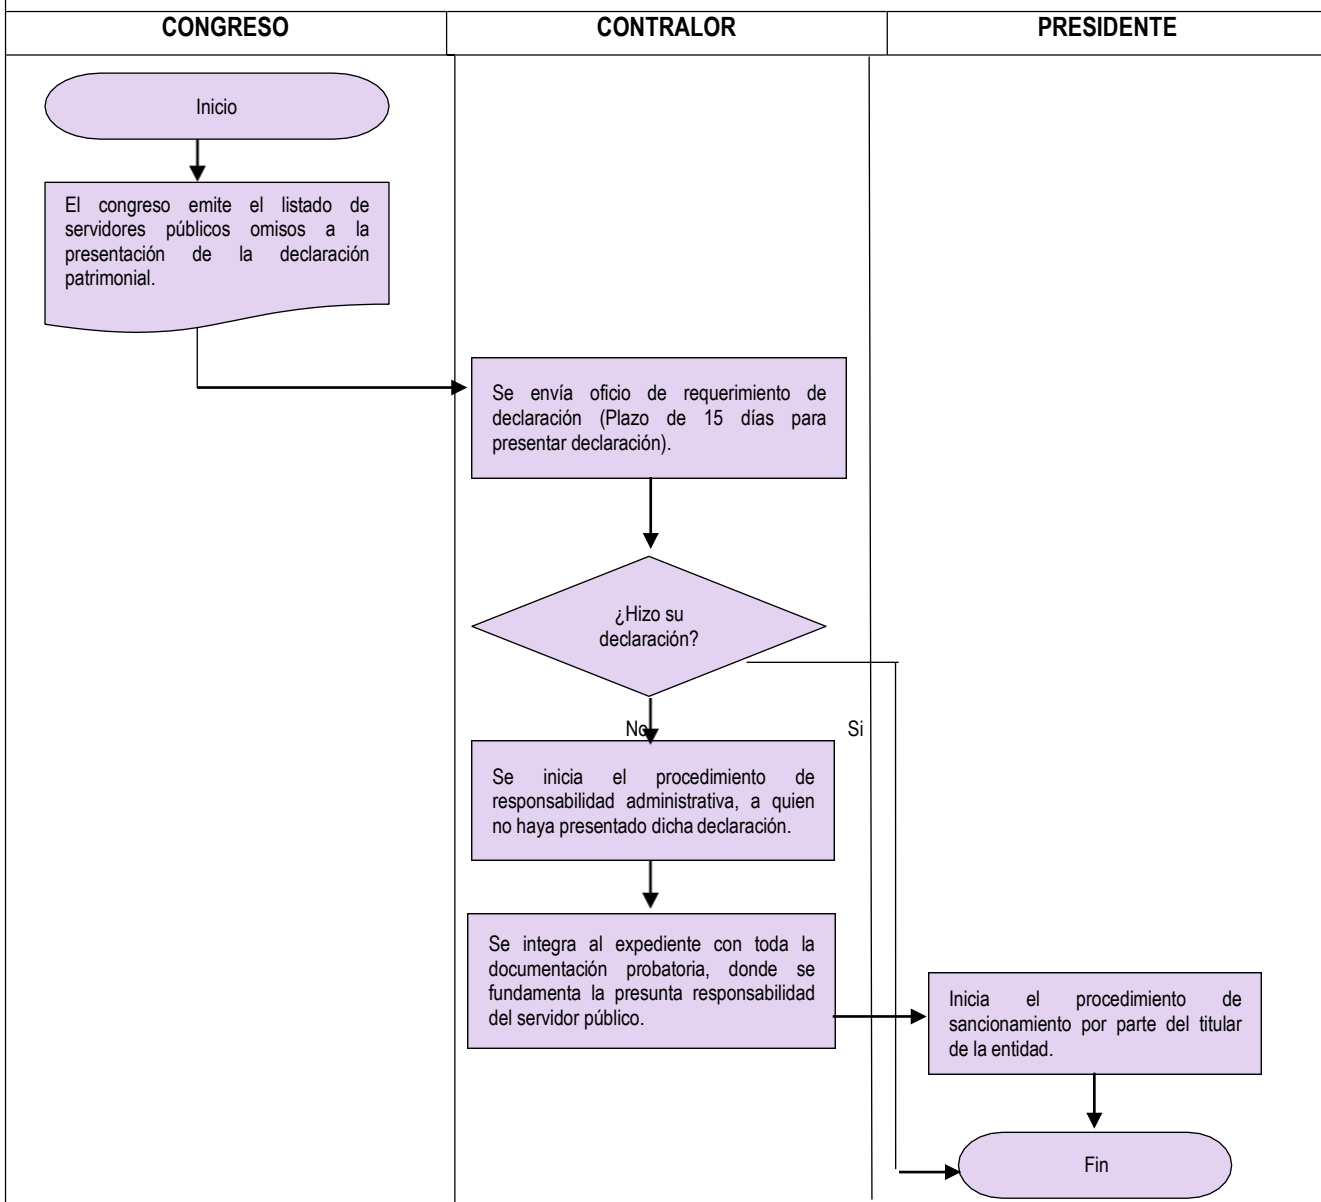 CONGRESO
CONTRALOR
PRESIDENTE
Inicio
El congreso emite el listado de
servidores públicos omisos a la
presentación de la declaración
patrimonial.
Se envía oficio de requerimiento de
declaración (Plazo de 15 días para
presentar declaración).
¿Hizo su
declaración?
No
Si
Se inicia el procedimiento de
responsabilidad administrativa, a quien
no haya presentado dicha declaración.
Se integra al expediente con toda la
documentación probatoria, donde se
fundamenta la presunta responsabilidad
del servidor público.
Inicia el procedimiento de
sancionamiento por parte del titular
de la entidad.
Fin